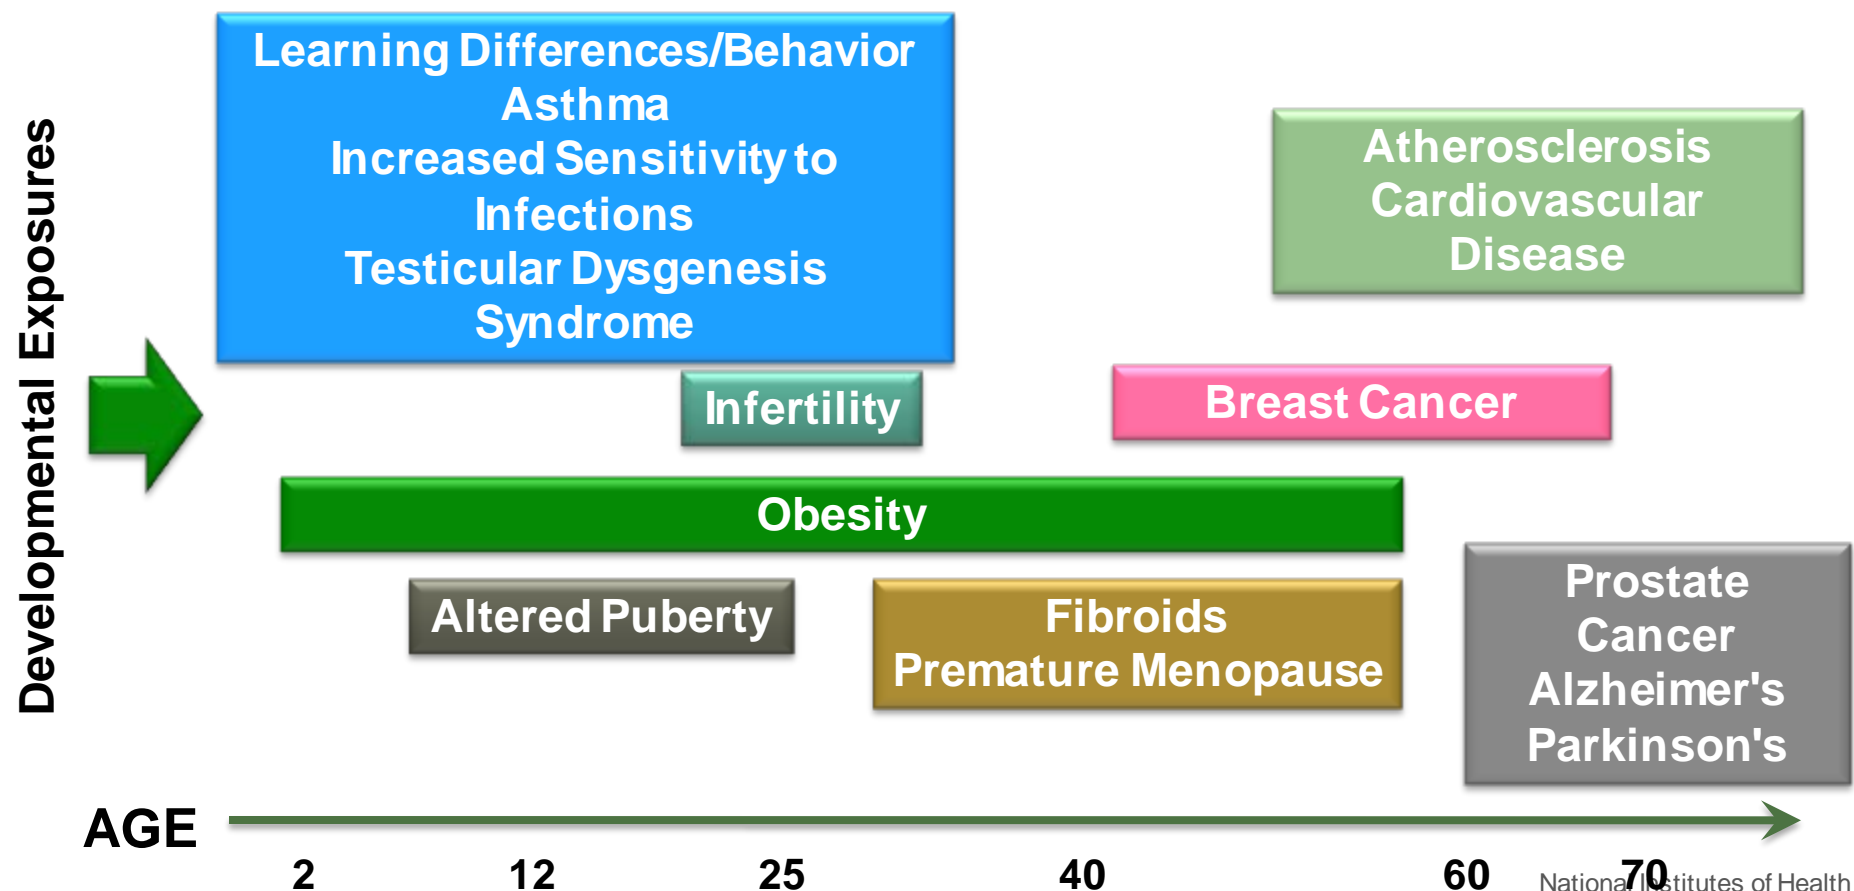 Developmental Exposures
Learning Differences/Behavior
Asthma
Increased Sensitivity to
Infections
Testicular Dysgenesis
Syndrome
Atherosclerosis
Cardiovascular
Disease
Infertility
Breast Cancer
Obesity
Altered Puberty
Fibroids
Premature Menopause
Prostate
Cancer
Alzheimer's
Parkinson's
AGE
2 12 25 40 60 70
National Institutes of Health